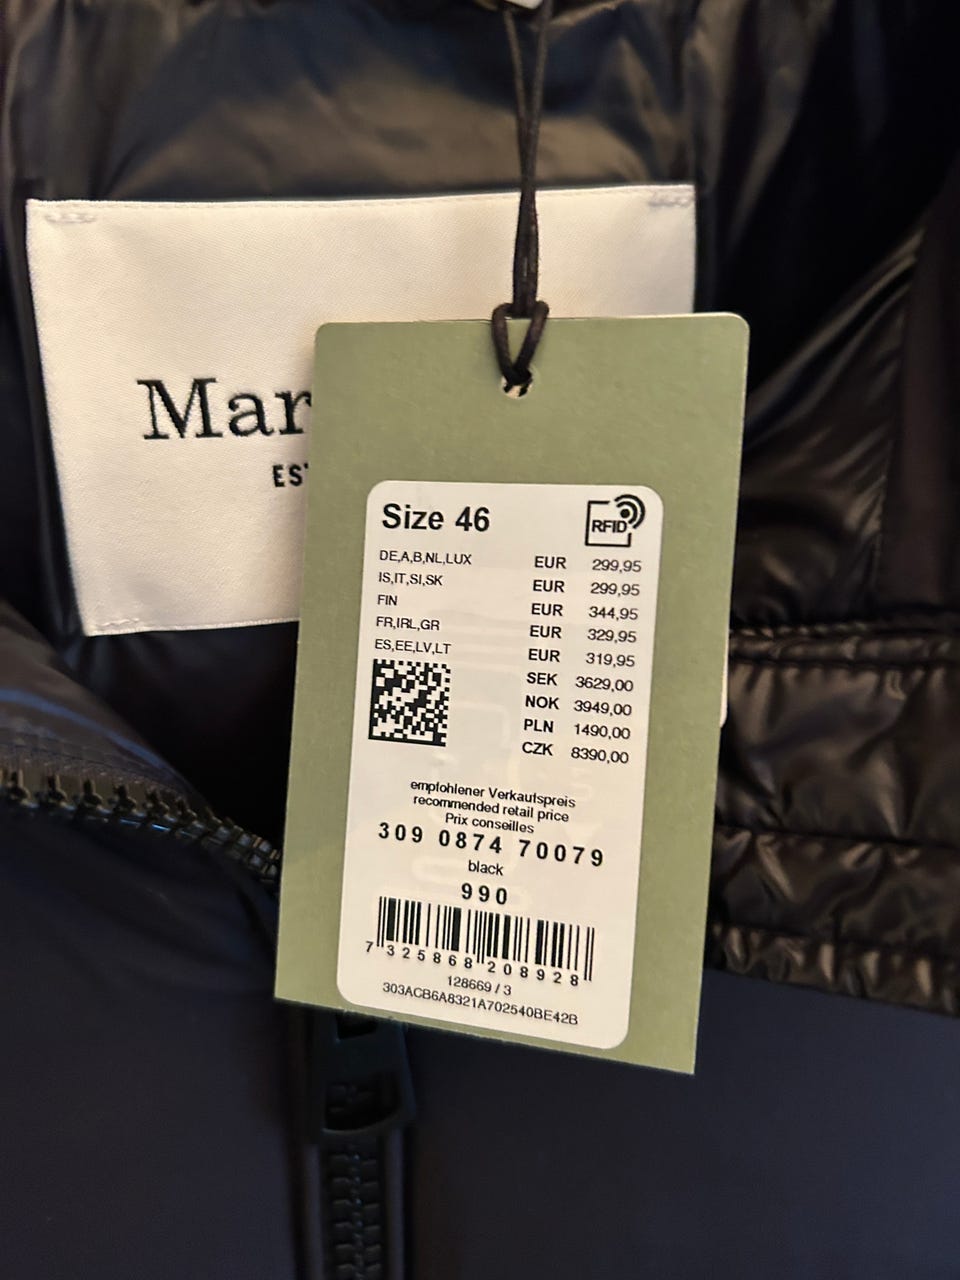 Mar
EST
Size 46
RFID
DE,A,B,NL,LUX EUR 299,95
IS,IT,SI,SK EUR 299,95
FIN EUR 344,95
FR,IRL,GR EUR 329,95
ES,EE,LV,LT EUR 319,95
SEK 3629,00
NOK 3949,00
PLN 1490,00
CZK 8390,00
empfohlener Verkaufspreis
recommended retail price
Prix conseilles
309 0874 70079
black
990
7 325868 208928
128669 / 3
303ACB6A8321A702540BE42B